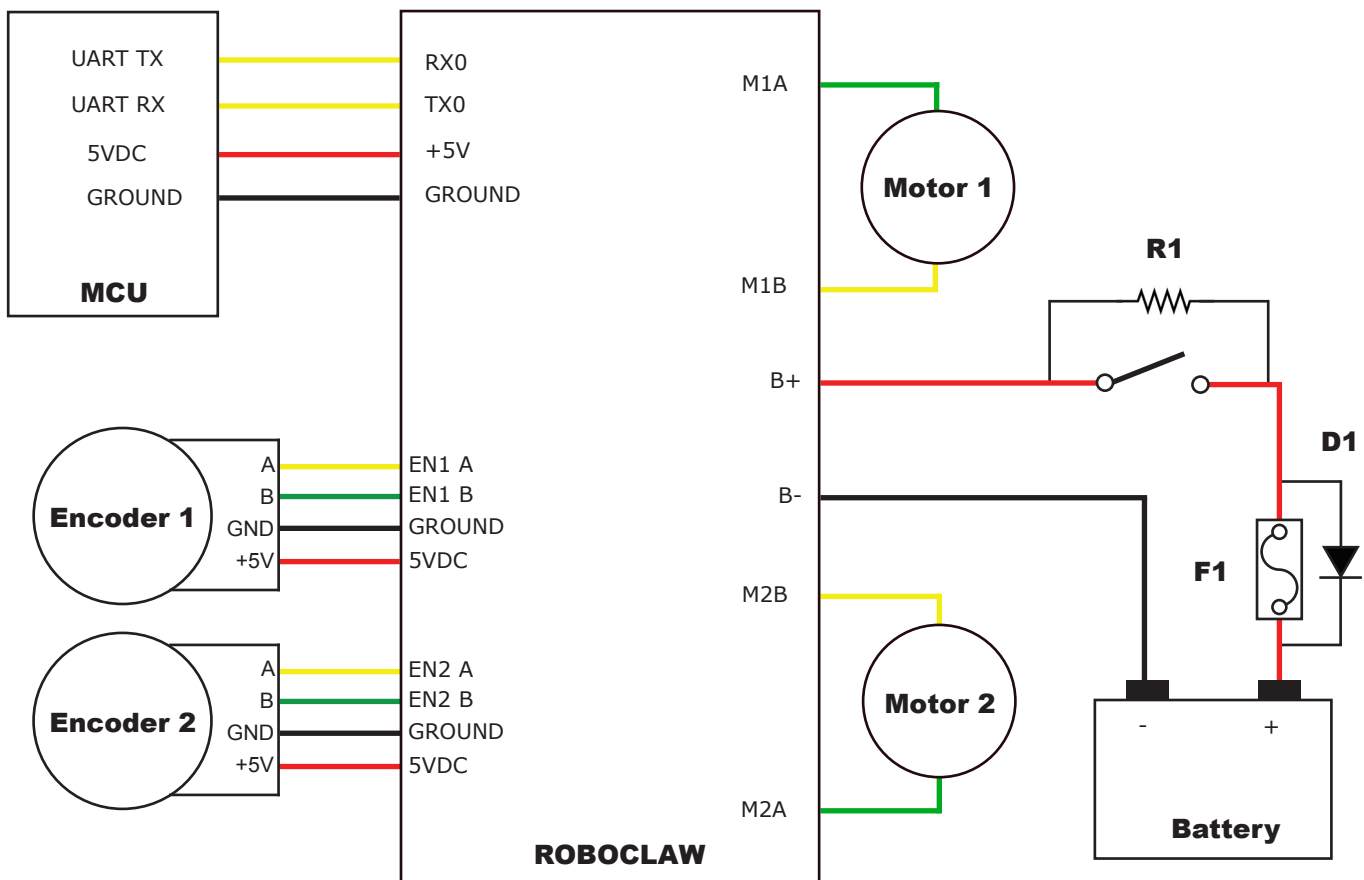 UART TX
UART RX
5VDC
GROUND
MCU
RX0
TX0
+5V
GROUND
M1A
Motor 1
M1B
R1
B+
D1
B-
F1
A
B
GND
+5V
Encoder 1
EN1 A
EN1 B
GROUND
5VDC
A
B
GND
+5V
Encoder 2
EN2 A
EN2 B
GROUND
5VDC
M2B
Motor 2
M2A
- +
Battery
ROBOCLAW